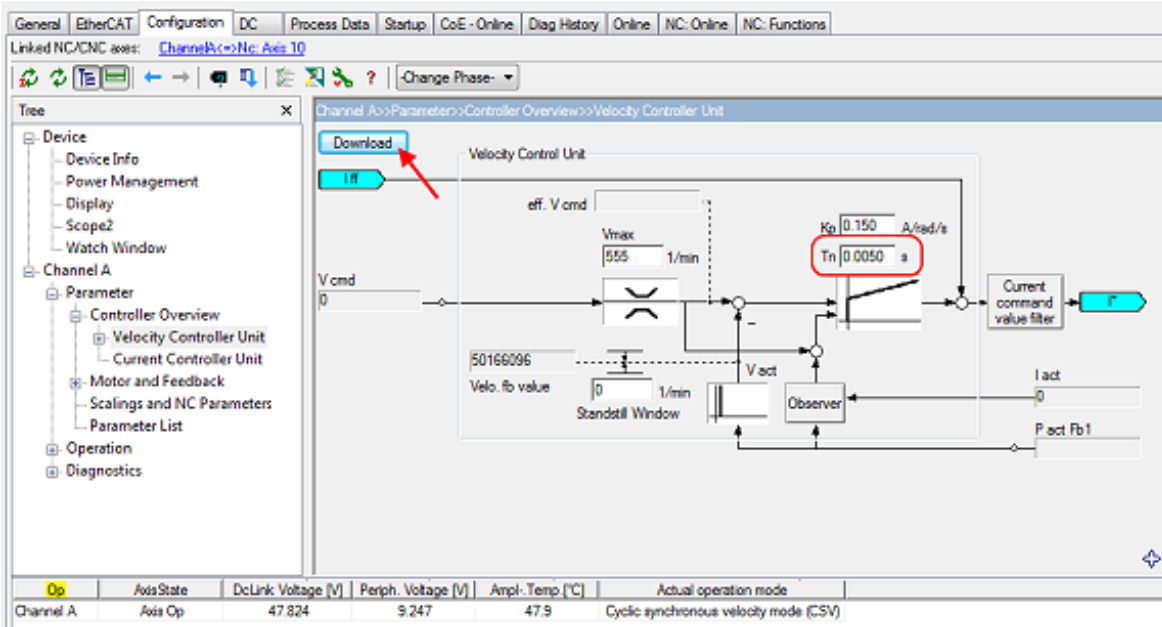 General EtherCAT Configuration DC Process Data Startup CoE - Online Diag History Online NC: Online NC: Functions
Linked NC/CNC axes: ChannelA<=>Nc: Axis 10
? -Change Phase-
Tree x
Channel A>>Parameter>>Controller Overview>>Velocity Controller Unit
Device
Device Info
Power Management
Display
Scope2
Watch Window
Channel A
Parameter
Controller Overview
Velocity Controller Unit
Current Controller Unit
Motor and Feedback
Scalings and NC Parameters
Parameter List
Operation
Diagnostics
Download
Velocity Control Unit
I ff
eff. V cmd
Vmax
555 1/min
Kp 0.150 A/rad/s
Tn 0.0050 s
V cmd
0
Current
command
value filter
50166096
Velo. fb value
0 1/min
Standstill Window
V act
Observer
I act
0
P act Fb1
Op AxisState DcLink Voltage [V] Periph. Voltage [V] Ampl-.Temp.[°C] Actual operation mode
Channel A Axis Op 47.824 9.247 47.9 Cyclic synchronous velocity mode (CSV)